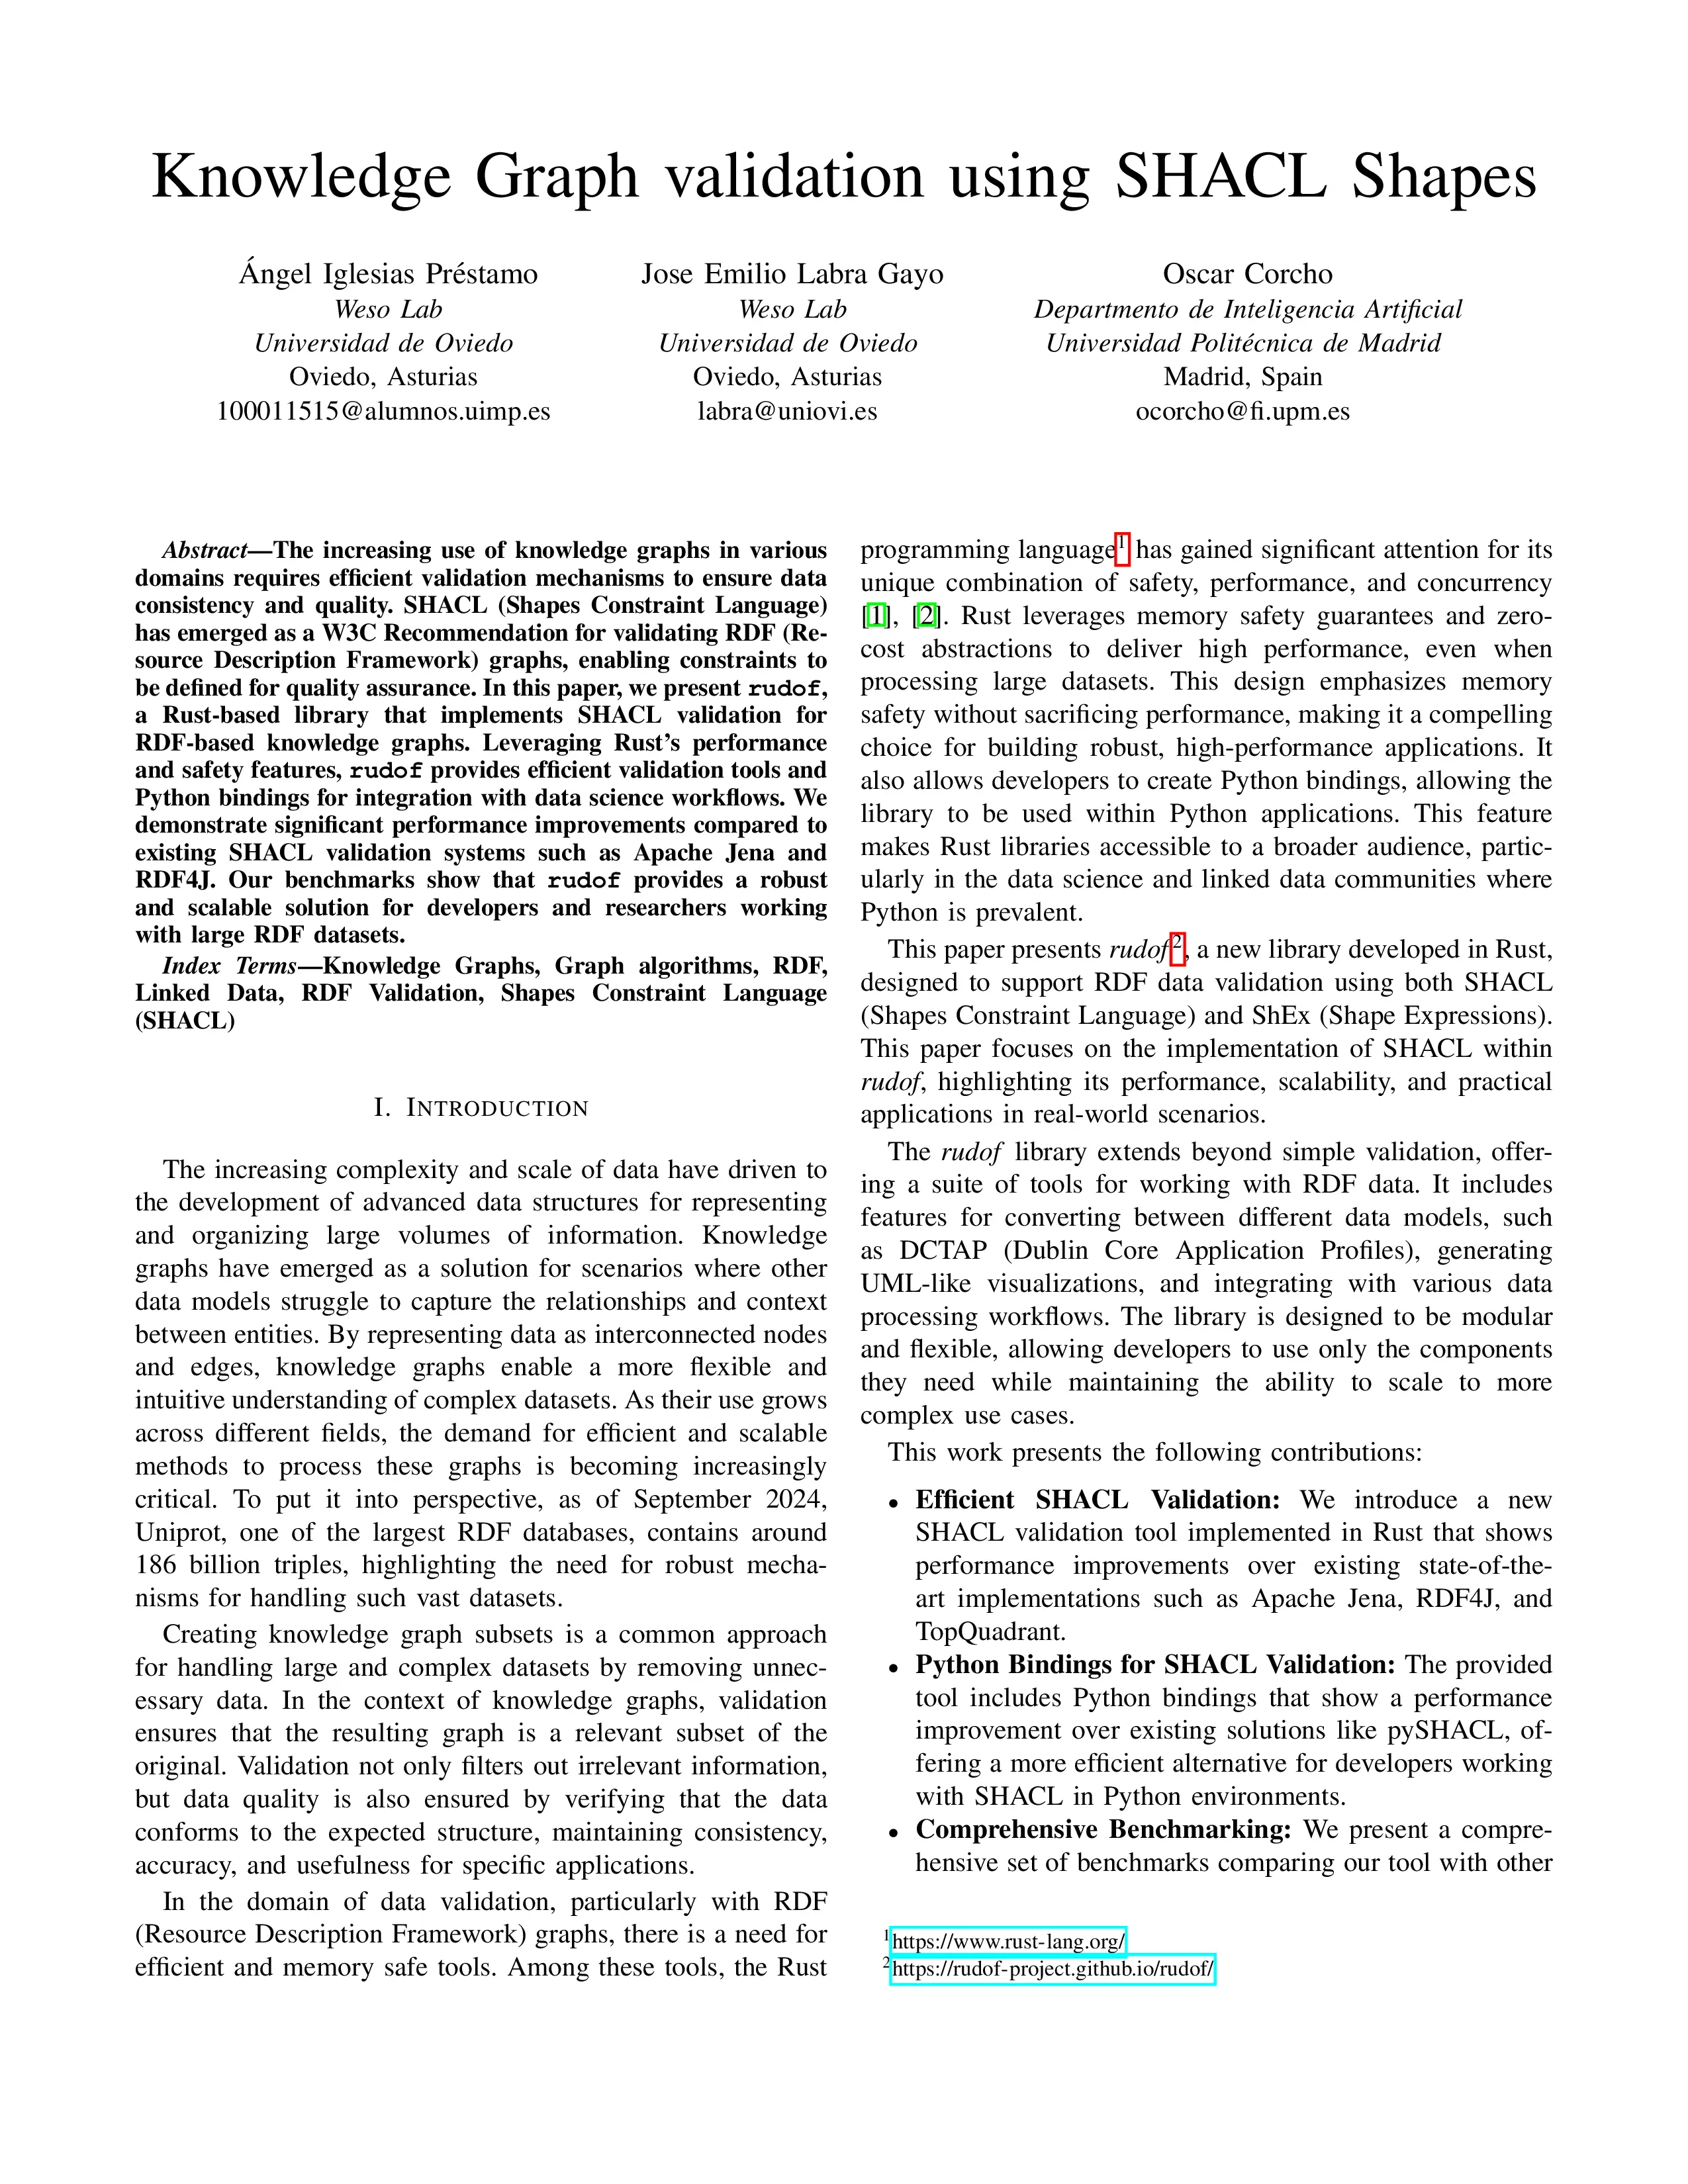 Knowledge Graph validation using SHACL Shapes
Ángel Iglesias Préstamo
Weso Lab
Universidad de Oviedo
Oviedo, Asturias
100011515@alumnos.uimp.es
Jose Emilio Labra Gayo
Weso Lab
Universidad de Oviedo
Oviedo, Asturias
labra@uniovi.es
Oscar Corcho
Departmento de Inteligencia Artificial
Universidad Politécnica de Madrid
Madrid, Spain
ocorcho@fi.upm.es
Abstract—The increasing use of knowledge graphs in various
domains requires efficient validation mechanisms to ensure data
consistency and quality. SHACL (Shapes Constraint Language)
has emerged as a W3C Recommendation for validating RDF (Re-
source Description Framework) graphs, enabling constraints to
be defined for quality assurance. In this paper, we present rudof,
a Rust-based library that implements SHACL validation for
RDF-based knowledge graphs. Leveraging Rust's performance
and safety features, rudof provides efficient validation tools and
Python bindings for integration with data science workflows. We
demonstrate significant performance improvements compared to
existing SHACL validation systems such as Apache Jena and
RDF4J. Our benchmarks show that rudof provides a robust
and scalable solution for developers and researchers working
with large RDF datasets.
Index Terms—Knowledge Graphs, Graph algorithms, RDF,
Linked Data, RDF Validation, Shapes Constraint Language
(SHACL)
I. INTRODUCTION
The increasing complexity and scale of data have driven to
the development of advanced data structures for representing
and organizing large volumes of information. Knowledge
graphs have emerged as a solution for scenarios where other
data models struggle to capture the relationships and context
between entities. By representing data as interconnected nodes
and edges, knowledge graphs enable a more flexible and
intuitive understanding of complex datasets. As their use grows
across different fields, the demand for efficient and scalable
methods to process these graphs is becoming increasingly
critical. To put it into perspective, as of September 2024,
Uniprot, one of the largest RDF databases, contains around
186 billion triples, highlighting the need for robust mecha-
nisms for handling such vast datasets.
Creating knowledge graph subsets is a common approach
for handling large and complex datasets by removing unnec-
essary data. In the context of knowledge graphs, validation
ensures that the resulting graph is a relevant subset of the
original. Validation not only filters out irrelevant information,
but data quality is also ensured by verifying that the data
conforms to the expected structure, maintaining consistency,
accuracy, and usefulness for specific applications.
In the domain of data validation, particularly with RDF
(Resource Description Framework) graphs, there is a need for
efficient and memory safe tools. Among these tools, the Rust
programming language1 has gained significant attention for its
unique combination of safety, performance, and concurrency
[1], [2]. Rust leverages memory safety guarantees and zero-
cost abstractions to deliver high performance, even when
processing large datasets. This design emphasizes memory
safety without sacrificing performance, making it a compelling
choice for building robust, high-performance applications. It
also allows developers to create Python bindings, allowing the
library to be used within Python applications. This feature
makes Rust libraries accessible to a broader audience, partic-
ularly in the data science and linked data communities where
Python is prevalent.
This paper presents rudof2, a new library developed in Rust,
designed to support RDF data validation using both SHACL
(Shapes Constraint Language) and ShEx (Shape Expressions).
This paper focuses on the implementation of SHACL within
rudof, highlighting its performance, scalability, and practical
applications in real-world scenarios.
The rudof library extends beyond simple validation, offer-
ing a suite of tools for working with RDF data. It includes
features for converting between different data models, such
as DCTAP (Dublin Core Application Profiles), generating
UML-like visualizations, and integrating with various data
processing workflows. The library is designed to be modular
and flexible, allowing developers to use only the components
they need while maintaining the ability to scale to more
complex use cases.
This work presents the following contributions:
• Efficient SHACL Validation: We introduce a new
SHACL validation tool implemented in Rust that shows
performance improvements over existing state-of-the-
art implementations such as Apache Jena, RDF4J, and
TopQuadrant.
• Python Bindings for SHACL Validation: The provided
tool includes Python bindings that show a performance
improvement over existing solutions like pySHACL, of-
fering a more efficient alternative for developers working
with SHACL in Python environments.
• Comprehensive Benchmarking: We present a compre-
hensive set of benchmarks comparing our tool with other
1https://www.rust-lang.org/
2https://rudof-project.github.io/rudof/